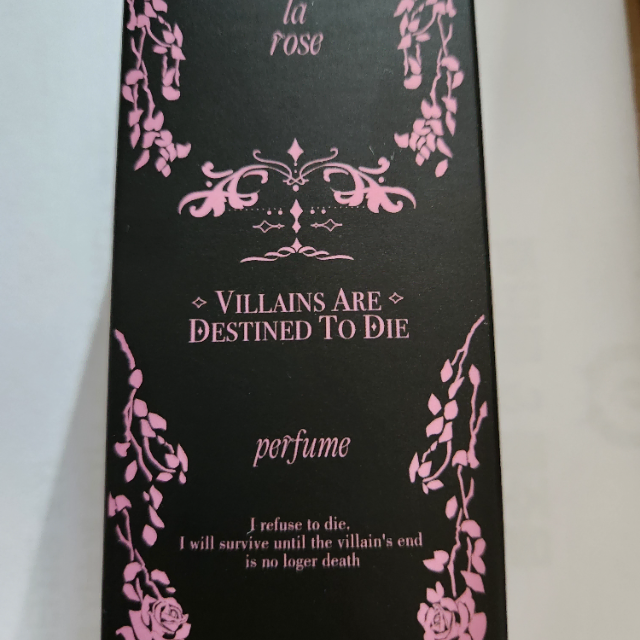 la
rose
VILLAINS ARE
DESTINED TO DIE
perfume
I refuse to die,
I will survive until the villain's end
is no loger death